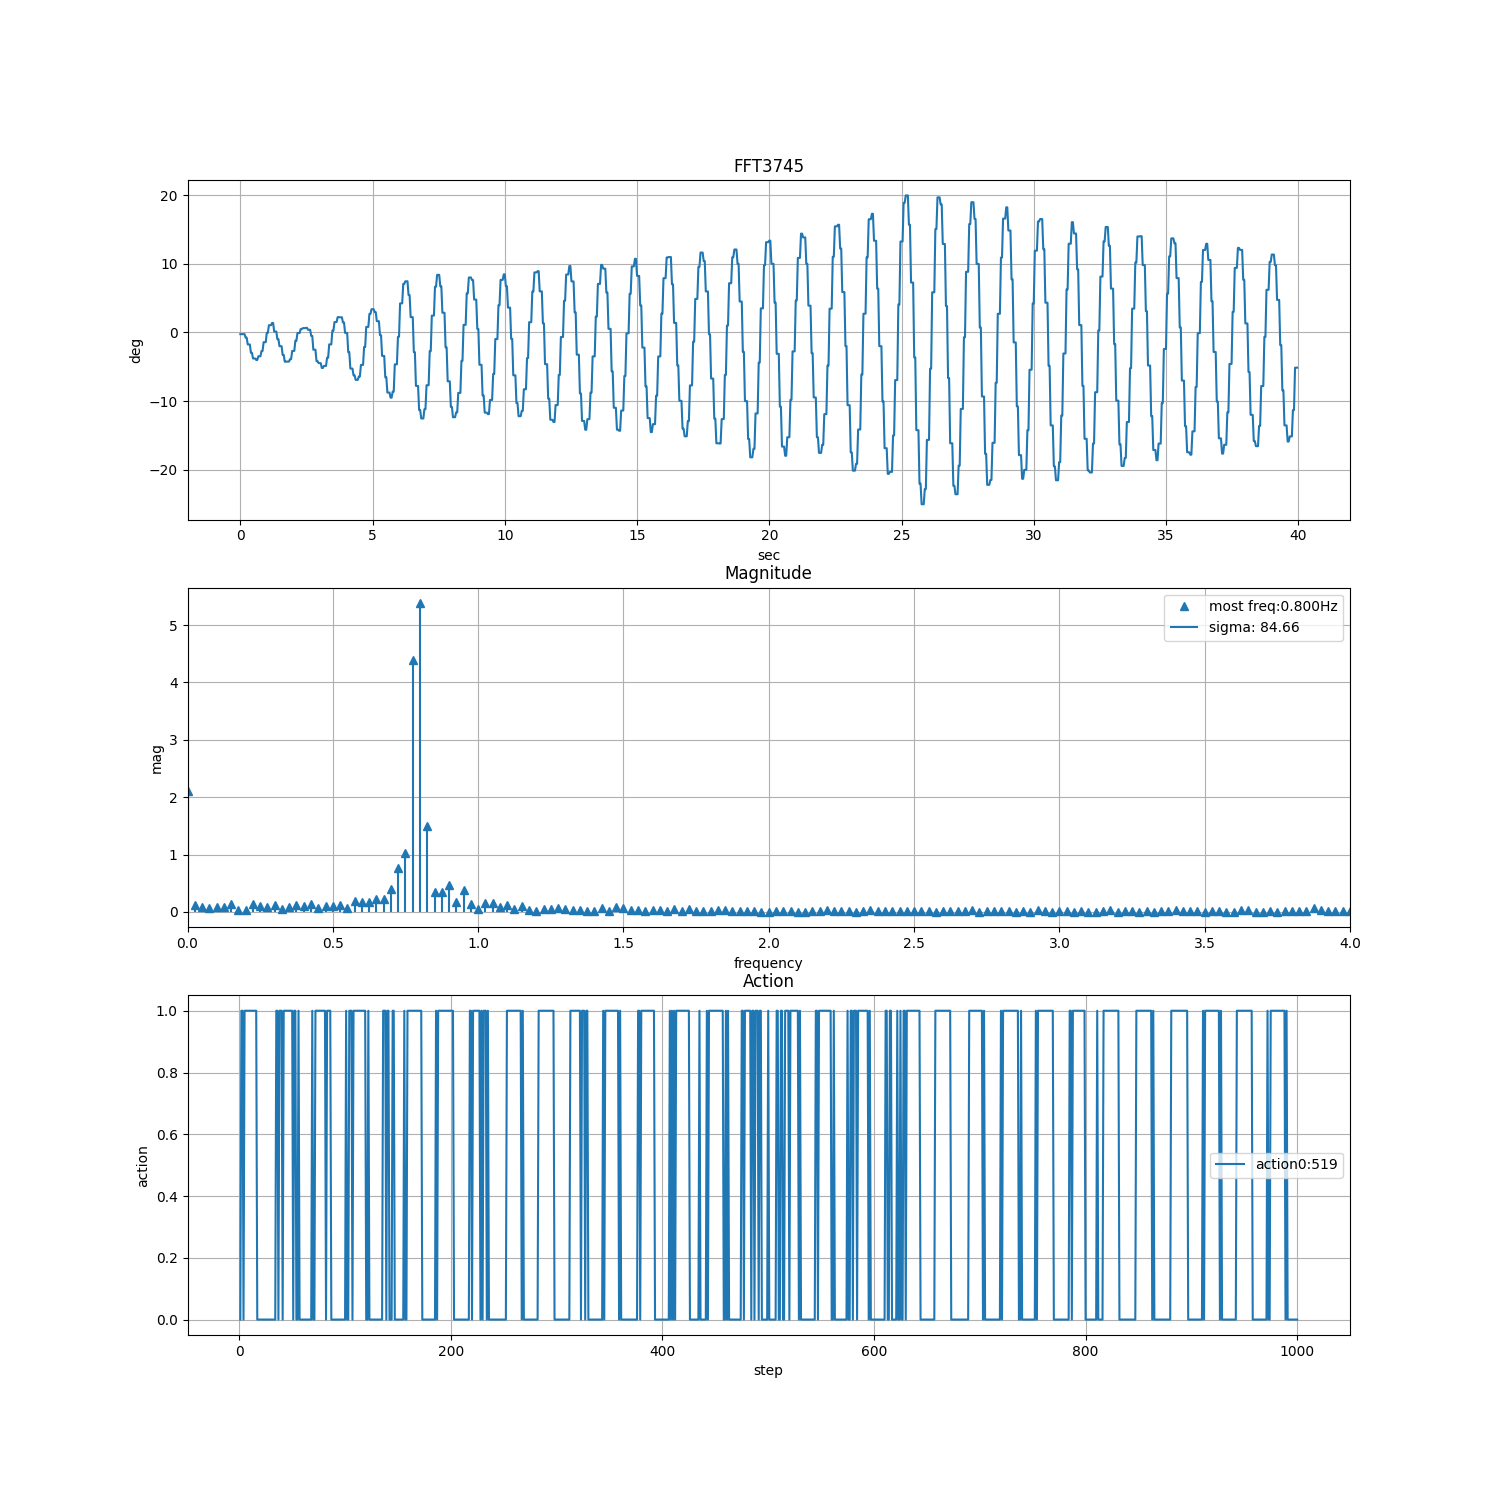 FFT3745
20
10
0
−10
−20
deg
0 5 10 15 20 25 30 35 40
sec
Magnitude
most freq:0.800Hz
sigma: 84.66
5
4
3
2
1
0
mag
0.0 0.5 1.0 1.5 2.0 2.5 3.0 3.5 4.0
frequency
Action
1.0
0.8
0.6
0.4
0.2
0.0
action
action0:519
0 200 400 600 800 1000
step